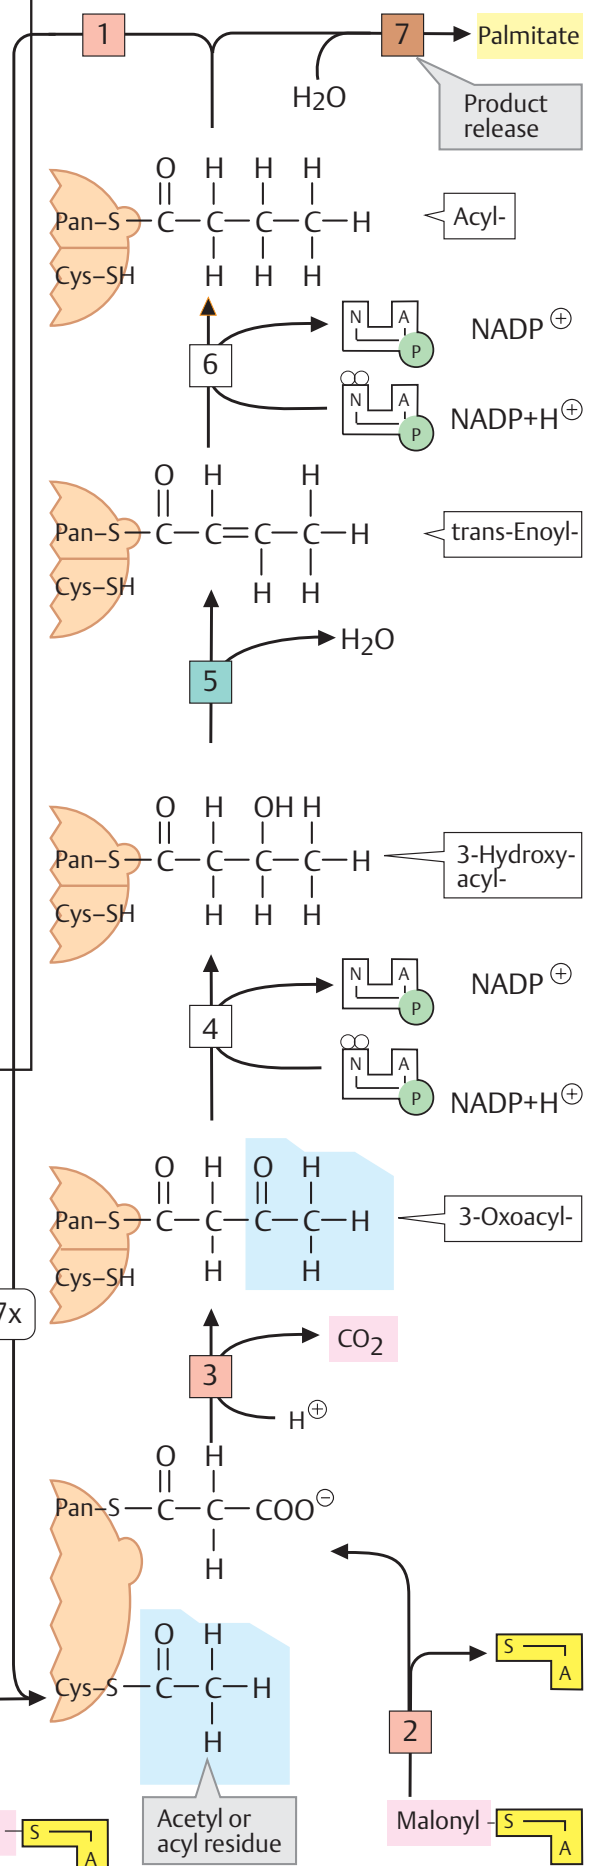 1
7
Palmitate
H2O
Product
release
O H H H
Pan–S–C–C–C–C–H
Acyl-
Cys–SH
H H H
N A
P
NADP ⊕
6
N A
P
NADP+H⊕
O H H
Pan–S–C–C=C–C–H
trans-Enoyl-
Cys–SH
H H
H2O
5
O H OH H
Pan–S–C–C–C–C–H
3-Hydroxy-
acyl-
Cys–SH
H H H
N A
P
NADP ⊕
4
N A
P
NADP+H⊕
O H O H
Pan–S–C–C–C–C–H
3-Oxoacyl-
Cys–SH
H H
7x
CO2
3
H⊕
O H
Pan–S–C–C–COO⊖
H
O H
Cys–S–C–C–H
H
S
A
2
Acetyl or
acyl residue
Malonyl – S
A
S
A